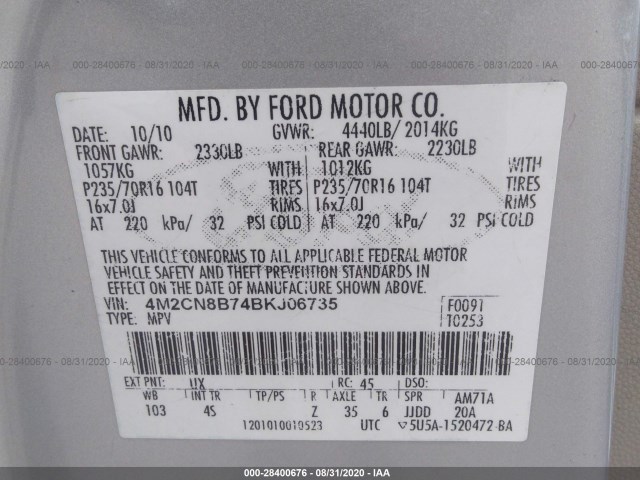 000-28400676 - 08/31/2020 - IAAI
MFD. BY FORD MOTOR CO.
DATE: 10/10 GVWR: 4440LB/ 2014KG
FRONT GAWR: 2330LB REAR GAWR: 2230LB
1057KG WITH 1012KG WITH
P235/70R16 104T TIRES P235/70R16 104T TIRES
16x7.0J RIMS 16x7.0J RIMS
AT 220 kPa/ 32 PSI COLD AT 220 kPa/ 32 PSI COLD
THIS VEHICLE CONFORMS TO ALL APPLICABLE FEDERAL MOTOR
VEHICLE SAFETY AND THEFT PREVENTION STANDARDS IN
EFFECT ON THE DATE OF MANUFACTURE SHOWN ABOVE.
VIN: 4M2CN8B74BKJ06735 F0091
TYPE: MPV T0253
EXT PNT: UX RC: 45 DSO:
WB INT TR TP/PS R AXLE TR SPR AM71A
103 4S Z 35 6 JJDD 20A
1201010010523 UTC 5U5A-1520472-BA
000-28400676 - 08/31/2020 - IAAI